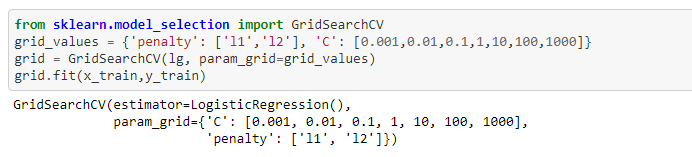 from sklearn.model_selection import GridSearchCV
grid_values = {'penalty': ['l1','l2'], 'C': [0.001,0.01,0.1,1,10,100,1000]}
grid = GridSearchCV(lg, param_grid=grid_values)
grid.fit(x_train,y_train)
GridSearchCV(estimator=LogisticRegression(),
             param_grid={'C': [0.001, 0.01, 0.1, 1, 10, 100, 1000],
                         'penalty': ['l1', 'l2']})